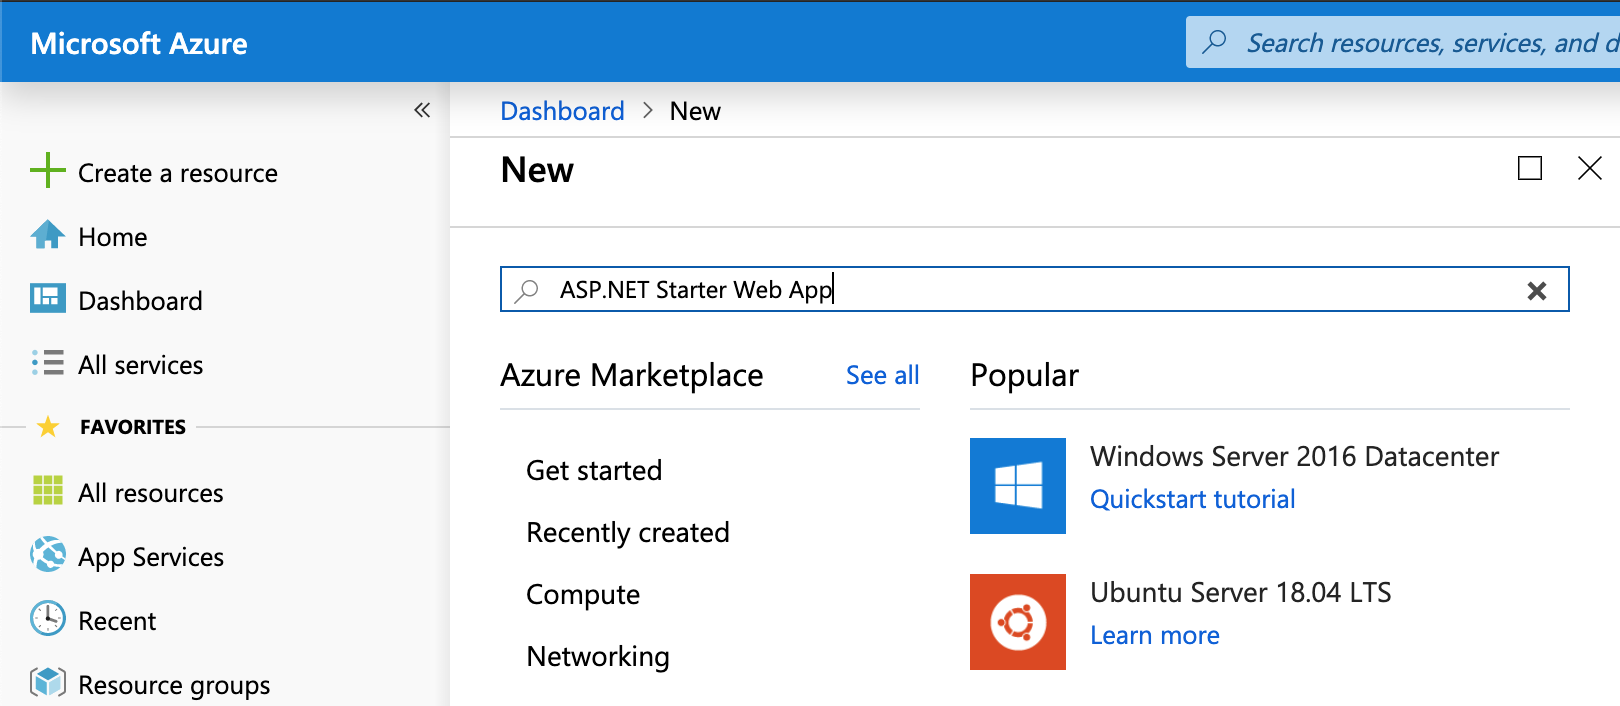 Microsoft Azure
Search resources, services, and d
«
Dashboard > New
Create a resource
New
Home
ASP.NET Starter Web App
Dashboard
All services
Azure Marketplace
See all
Popular
FAVORITES
Get started
Windows Server 2016 Datacenter
All resources
Quickstart tutorial
Recently created
App Services
Compute
Ubuntu Server 18.04 LTS
Recent
Learn more
Networking
Resource groups